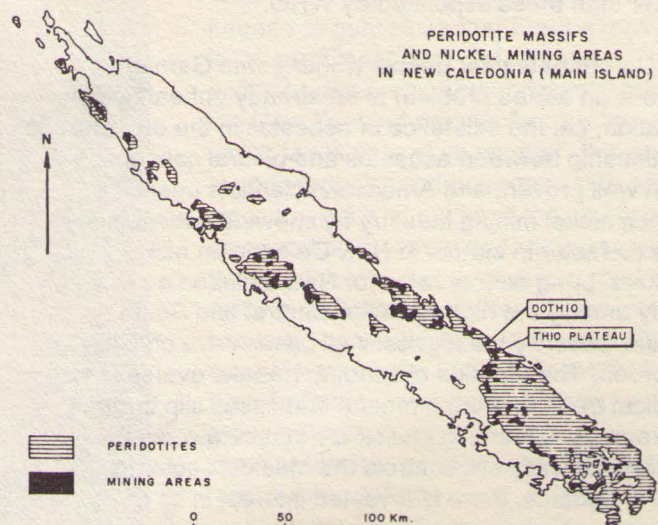 PERIDOTITE MASSIFS
AND NICKEL MINING AREAS
IN NEW CALEDONIA (MAIN ISLAND)
N
DOTHIO
THIO PLATEAU
PERIDOTITES
MINING AREAS
0 50 100 Km.